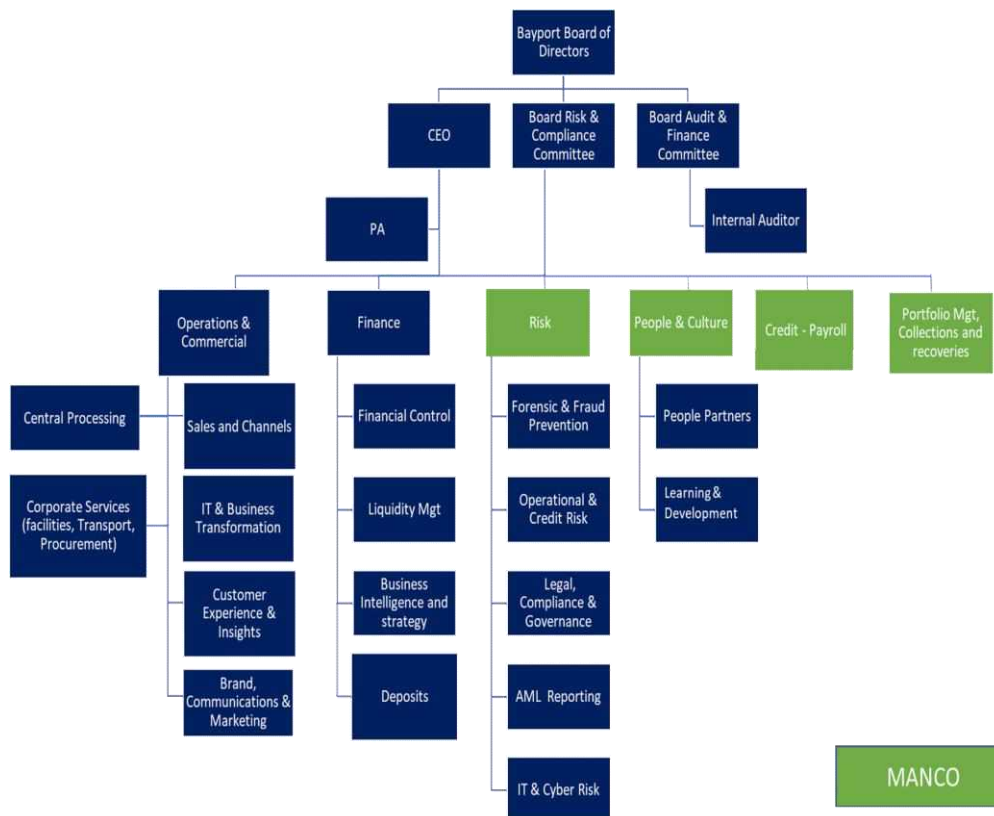 Bayport Board of
Directors
CEO
Board Risk &
Compliance
Committee
Board Audit &
Finance
Committee
PA
Internal Auditor
Operations &
Commercial
Finance
Risk
People & Culture
Credit - Payroll
Portfolio Mgt,
Collections and
recoveries
Central Processing
Sales and Channels
Financial Control
Forensic & Fraud
Prevention
People Partners
Corporate Services
(facilities, Transport,
Procurement)
IT & Business
Transformation
Liquidity Mgt
Operational &
Credit Risk
Learning &
Development
Customer
Experience &
Insights
Business
Intelligence and
strategy
Legal,
Compliance &
Governance
Brand,
Communications &
Marketing
Deposits
AML Reporting
IT & Cyber Risk
MANCO